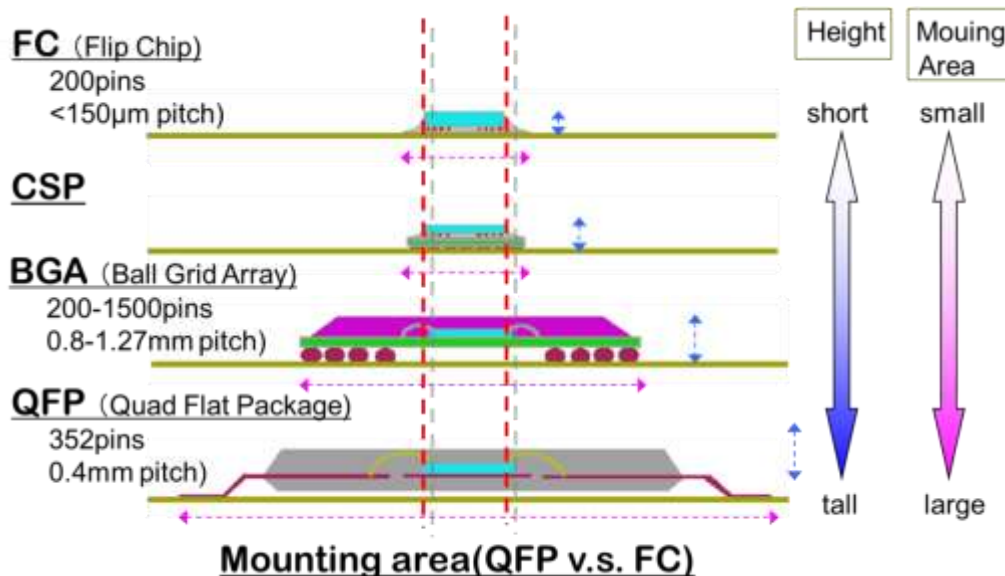 FC (Flip Chip)
200pins
<150μm pitch)
CSP
BGA (Ball Grid Array)
200-1500pins
0.8-1.27mm pitch)
QFP (Quad Flat Package)
352pins
0.4mm pitch)
Mounting area(QFP v.s. FC)
Height
short
tall
Mouing
Area
small
large